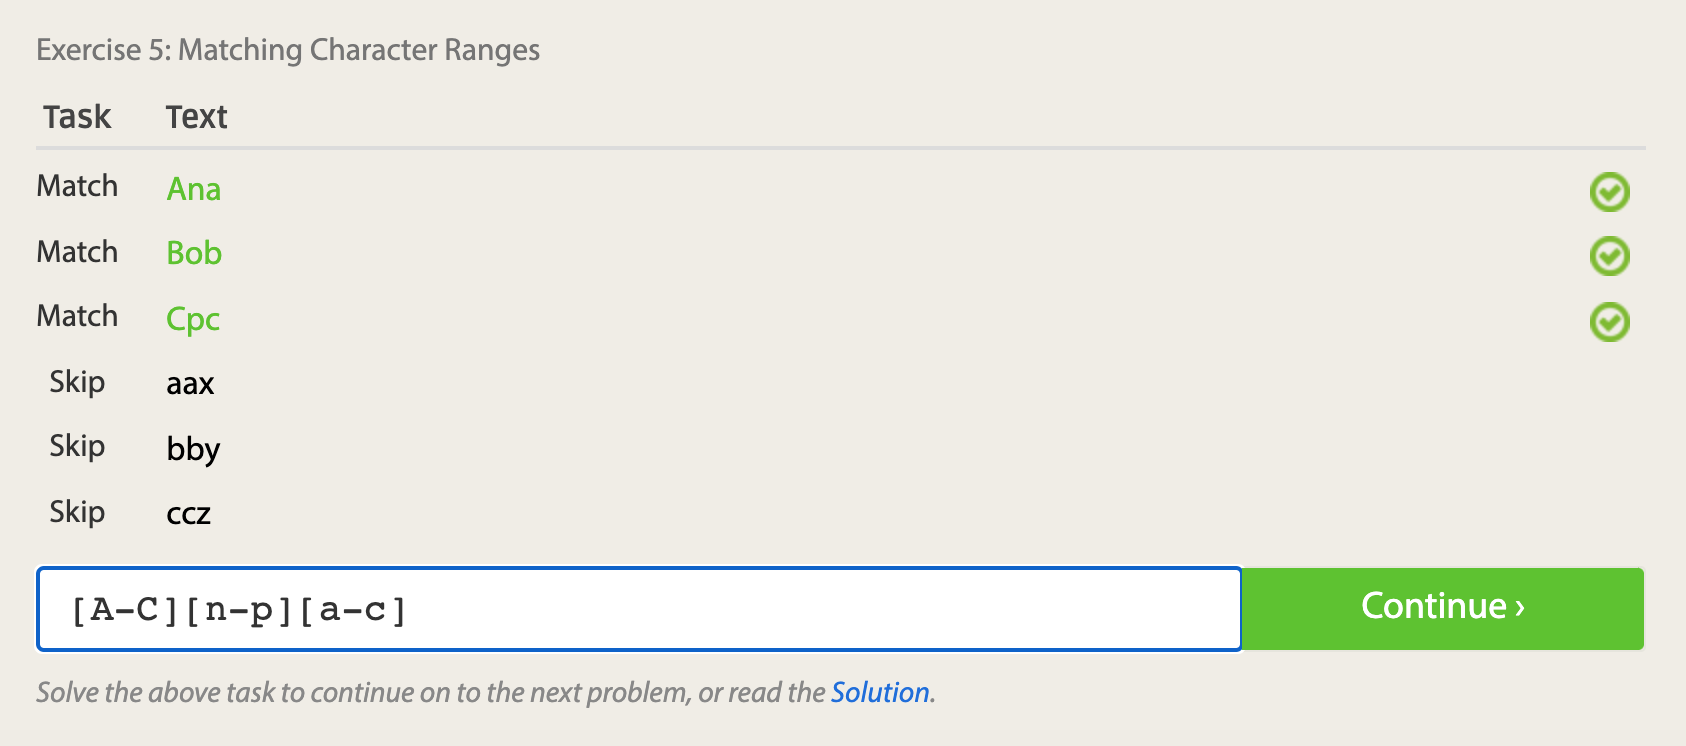 Exercise 5: Matching Character Ranges
Task Text
Match Ana
Match Bob
Match Cpc
Skip aax
Skip bby
Skip ccz
[A-C][n-p][a-c]
Continue ›
Solve the above task to continue on to the next problem, or read the Solution.